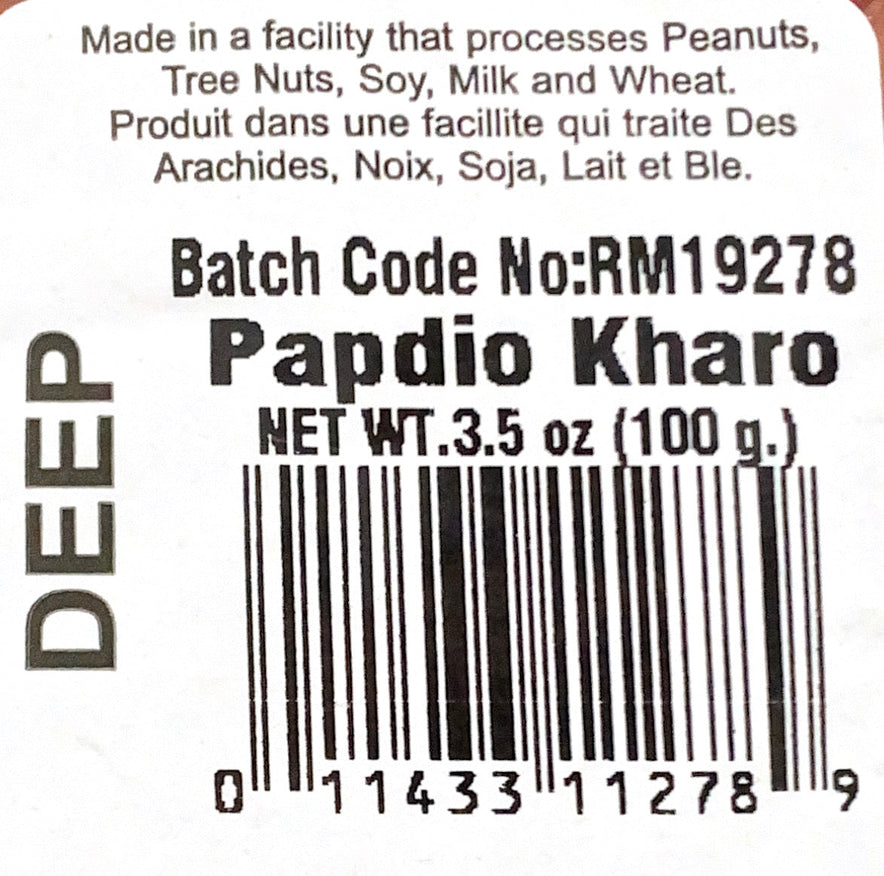 Made in a facility that processes Peanuts,
Tree Nuts, Soy, Milk and Wheat.
Produit dans une facillite qui traite Des
Arachides, Noix, Soja, Lait et Ble.
Batch Code No:RM19278
Papdio Kharo
NET WT.3.5 oz (100 g.)
DEEP
0 11433 11278 9